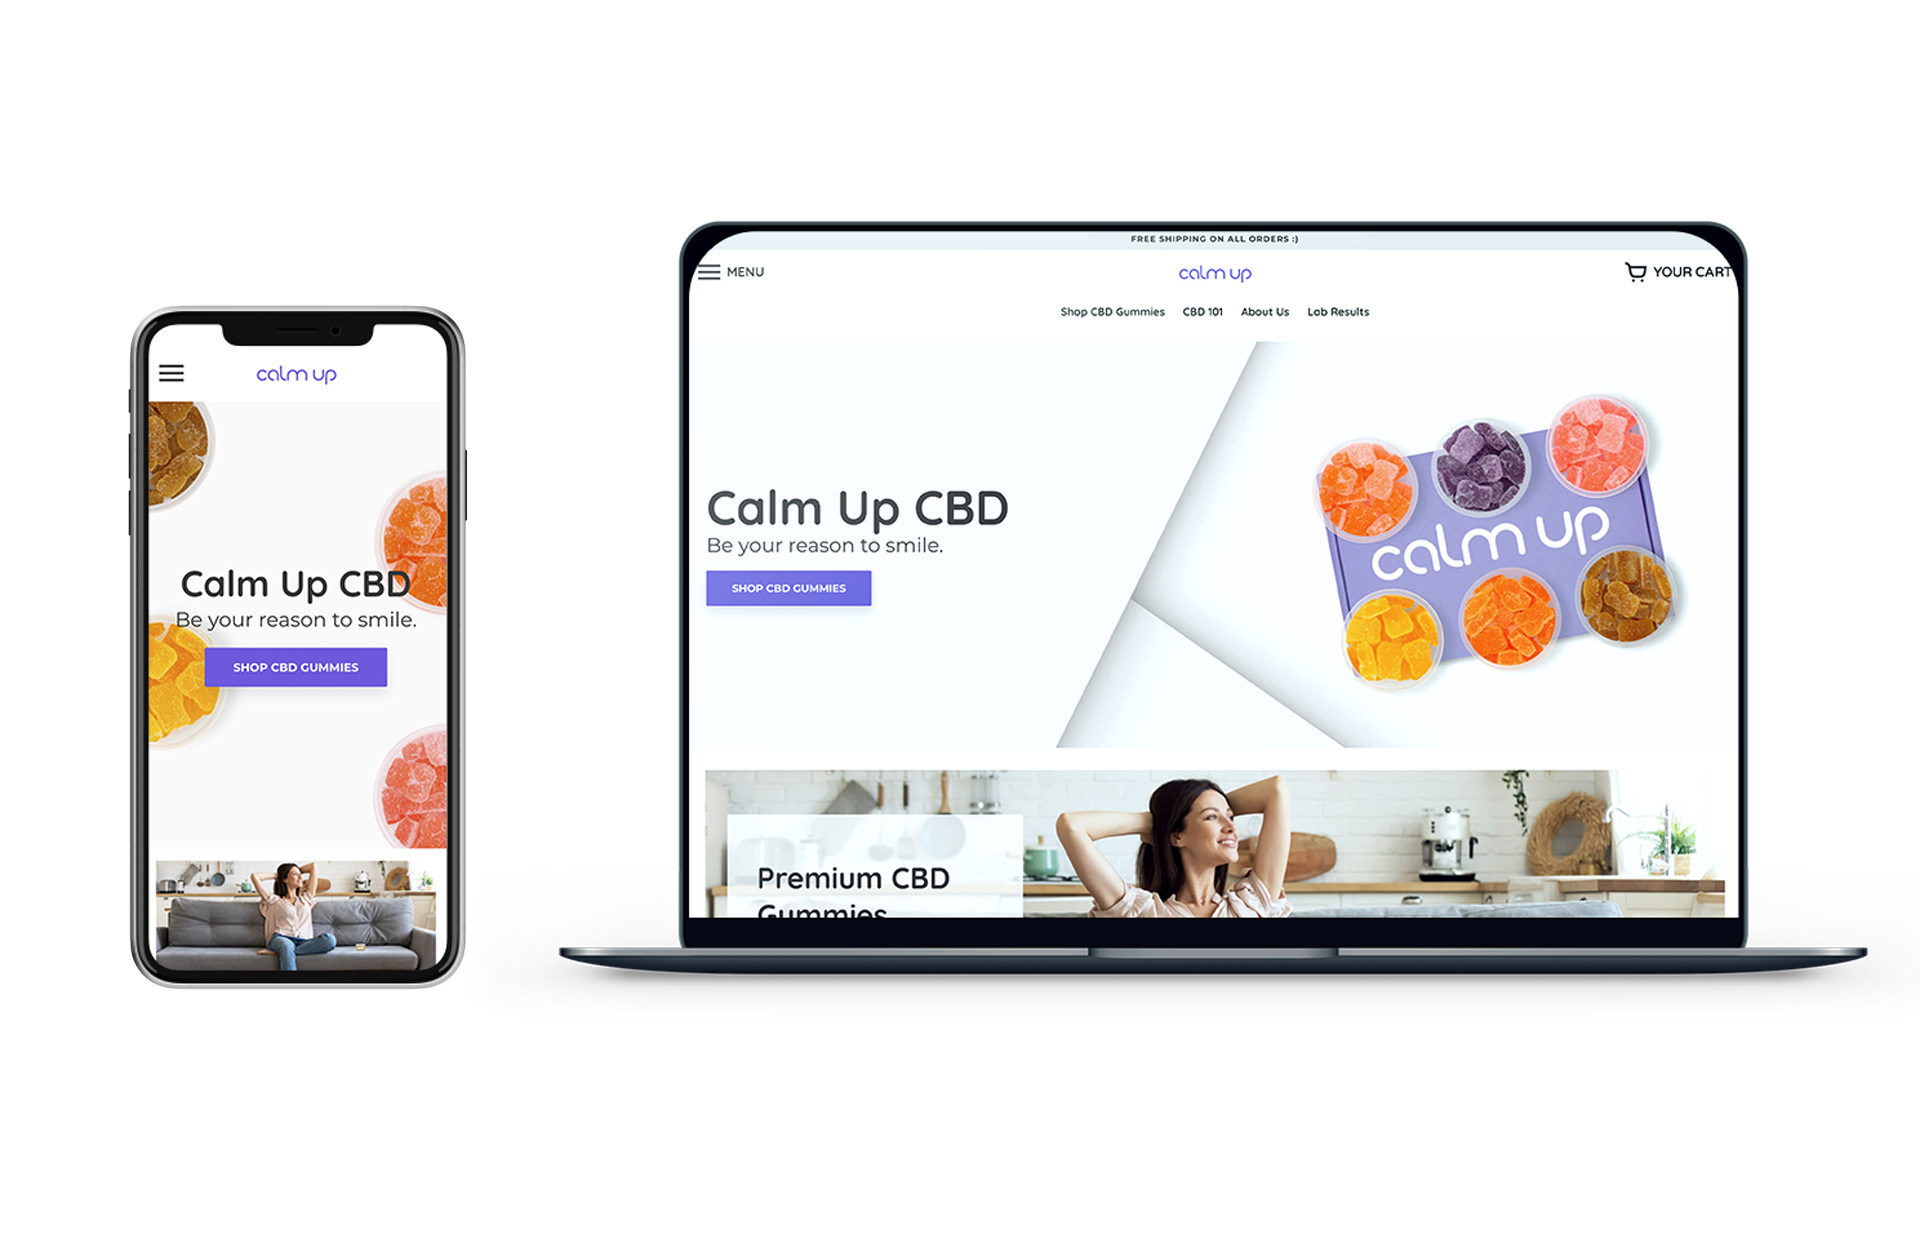 calm up
Calm Up CBD
Be your reason to smile.
SHOP CBD GUMMIES
FREE SHIPPING ON ALL ORDERS :)
MENU
calm up
YOUR CART
Shop CBD Gummies CBD 101 About Us Lab Results
Calm Up CBD
Be your reason to smile.
SHOP CBD GUMMIES
calm up
Premium CBD
Gummies